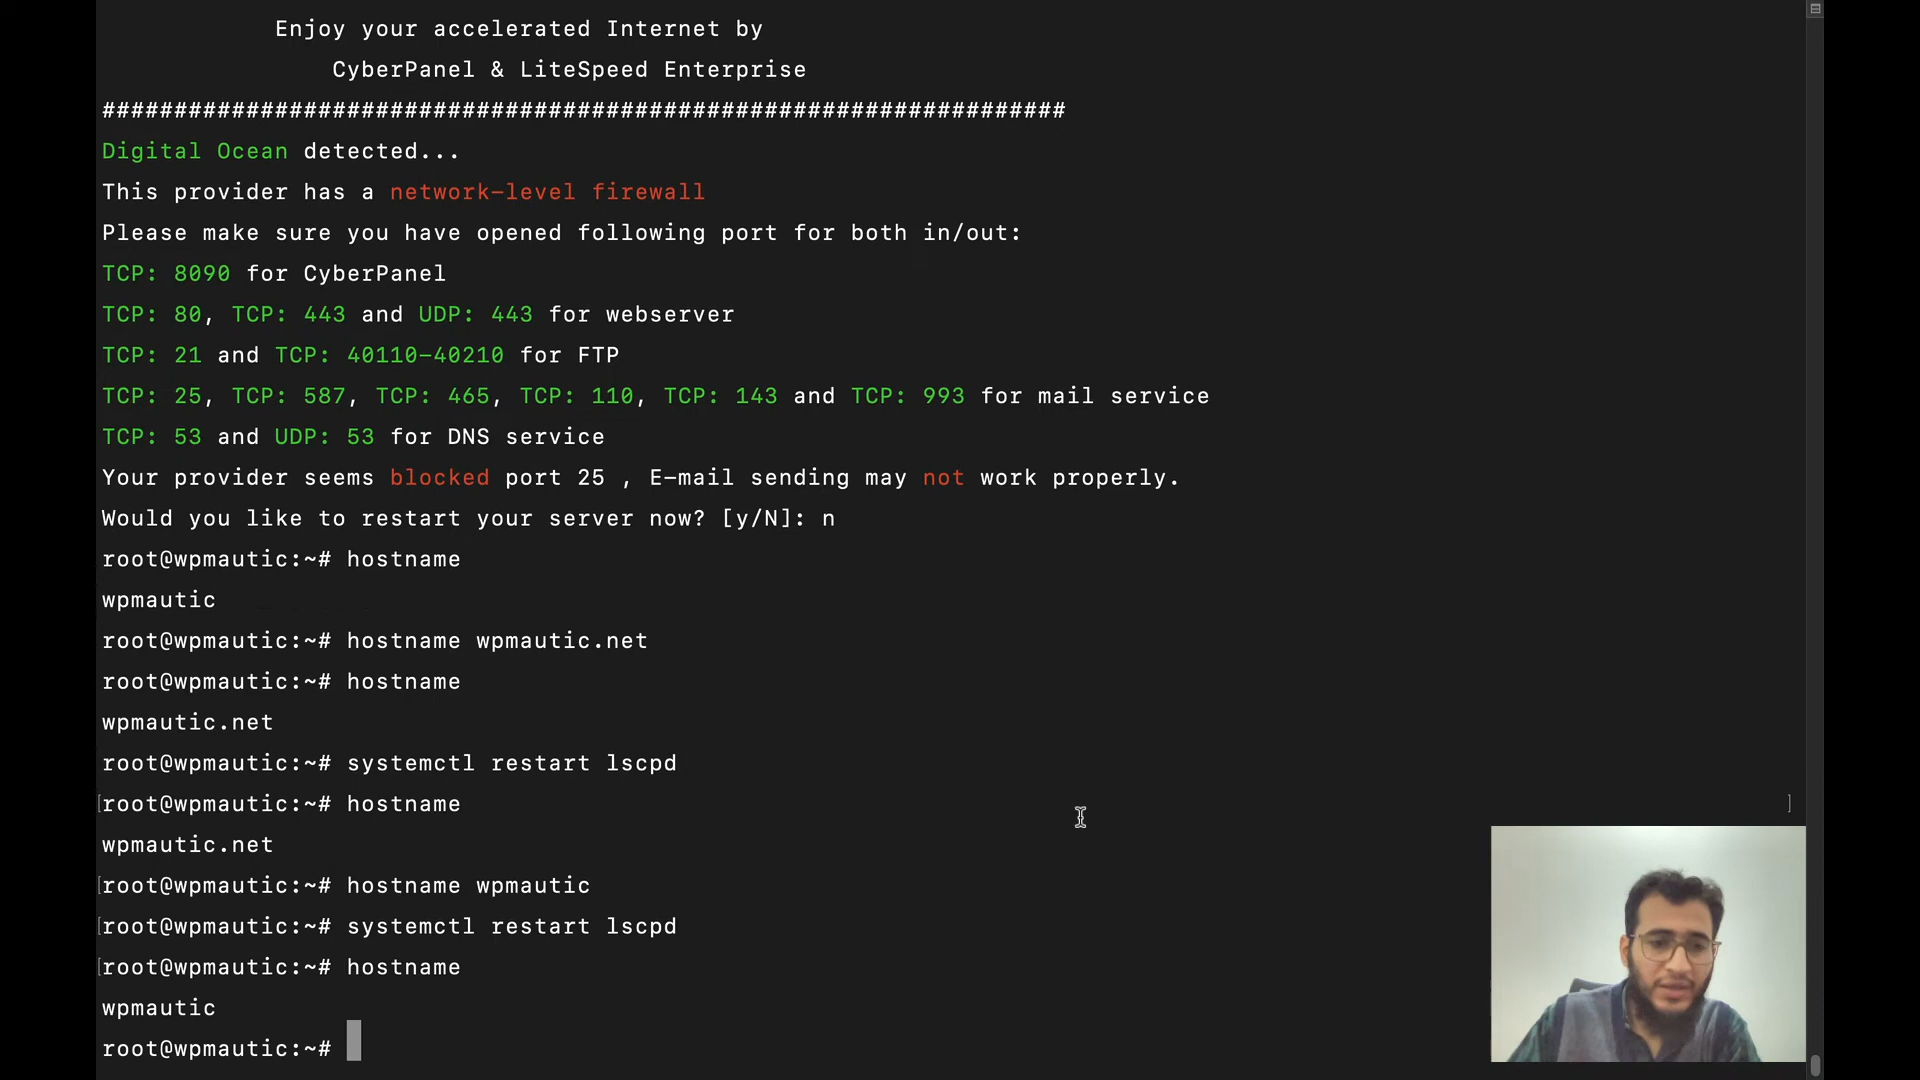 Enjoy your accelerated Internet by
CyberPanel & LiteSpeed Enterprise
###################################################################
Digital Ocean detected...
This provider has a network-level firewall
Please make sure you have opened following port for both in/out:
TCP: 8090 for CyberPanel
TCP: 80, TCP: 443 and UDP: 443 for webserver
TCP: 21 and TCP: 40110-40210 for FTP
TCP: 25, TCP: 587, TCP: 465, TCP: 110, TCP: 143 and TCP: 993 for mail service
TCP: 53 and UDP: 53 for DNS service
Your provider seems blocked port 25 , E-mail sending may not work properly.
Would you like to restart your server now? [y/N]: n
root@wpmautic:~# hostname
wpmautic
root@wpmautic:~# hostname wpmautic.net
root@wpmautic:~# hostname
wpmautic.net
root@wpmautic:~# systemctl restart lscpd
[root@wpmautic:~# hostname ]
wpmautic.net
[root@wpmautic:~# hostname wpmautic
[root@wpmautic:~# systemctl restart lscpd
[root@wpmautic:~# hostname
wpmautic
root@wpmautic:~#